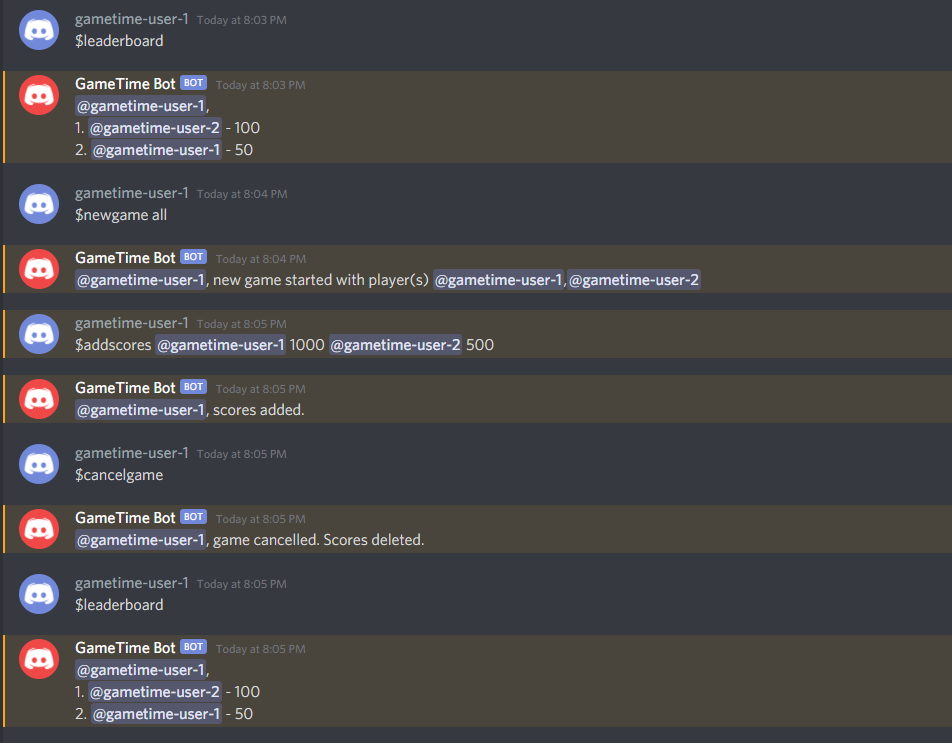 gametime-user-1 Today at 8:03 PM
$leaderboard
GameTime Bot BOT Today at 8:03 PM
@gametime-user-1,
1. @gametime-user-2 - 100
2. @gametime-user-1 - 50
gametime-user-1 Today at 8:04 PM
$newgame all
GameTime Bot BOT Today at 8:04 PM
@gametime-user-1, new game started with player(s) @gametime-user-1,@gametime-user-2
gametime-user-1 Today at 8:05 PM
$addscores @gametime-user-1 1000 @gametime-user-2 500
GameTime Bot BOT Today at 8:05 PM
@gametime-user-1, scores added.
gametime-user-1 Today at 8:05 PM
$cancelgame
GameTime Bot BOT Today at 8:05 PM
@gametime-user-1, game cancelled. Scores deleted.
gametime-user-1 Today at 8:05 PM
$leaderboard
GameTime Bot BOT Today at 8:05 PM
@gametime-user-1,
1. @gametime-user-2 - 100
2. @gametime-user-1 - 50